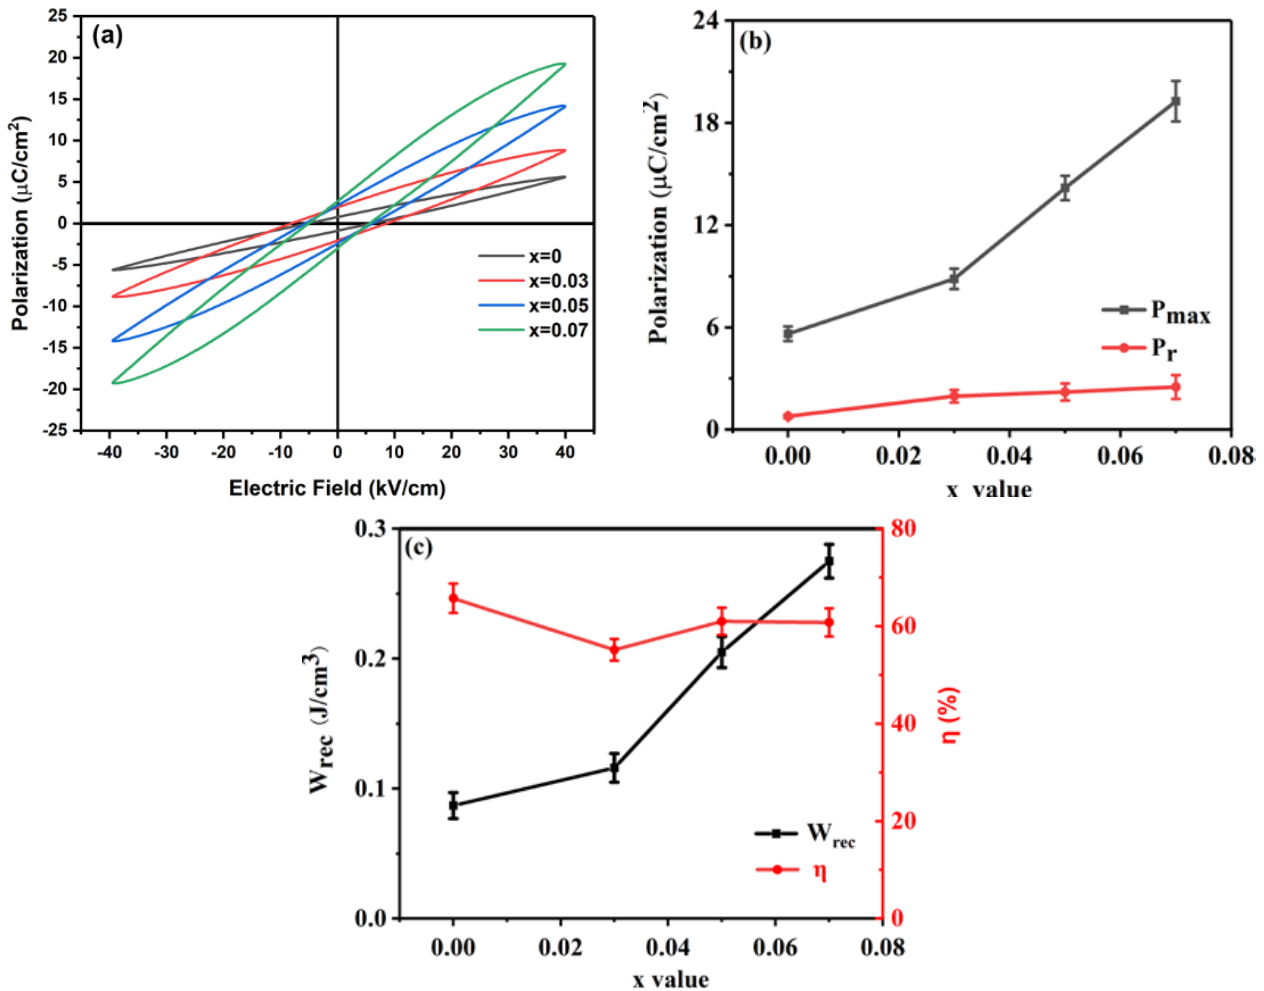 (a)
25
20
15
10
5
0
-5
-10
-15
-20
-25
Polarization (μC/cm²)
-40 -30 -20 -10 0 10 20 30 40
Electric Field (kV/cm)
x=0
x=0.03
x=0.05
x=0.07
(b)
24
18
12
6
0
Polarization (μC/cm²)
0.00 0.02 0.04 0.06 0.08
x value
Pmax
Pr
(c)
0.3
0.2
0.1
0.0
Wrec (J/cm³)
80
60
40
20
0
η (%)
0.00 0.02 0.04 0.06 0.08
x value
Wrec
η